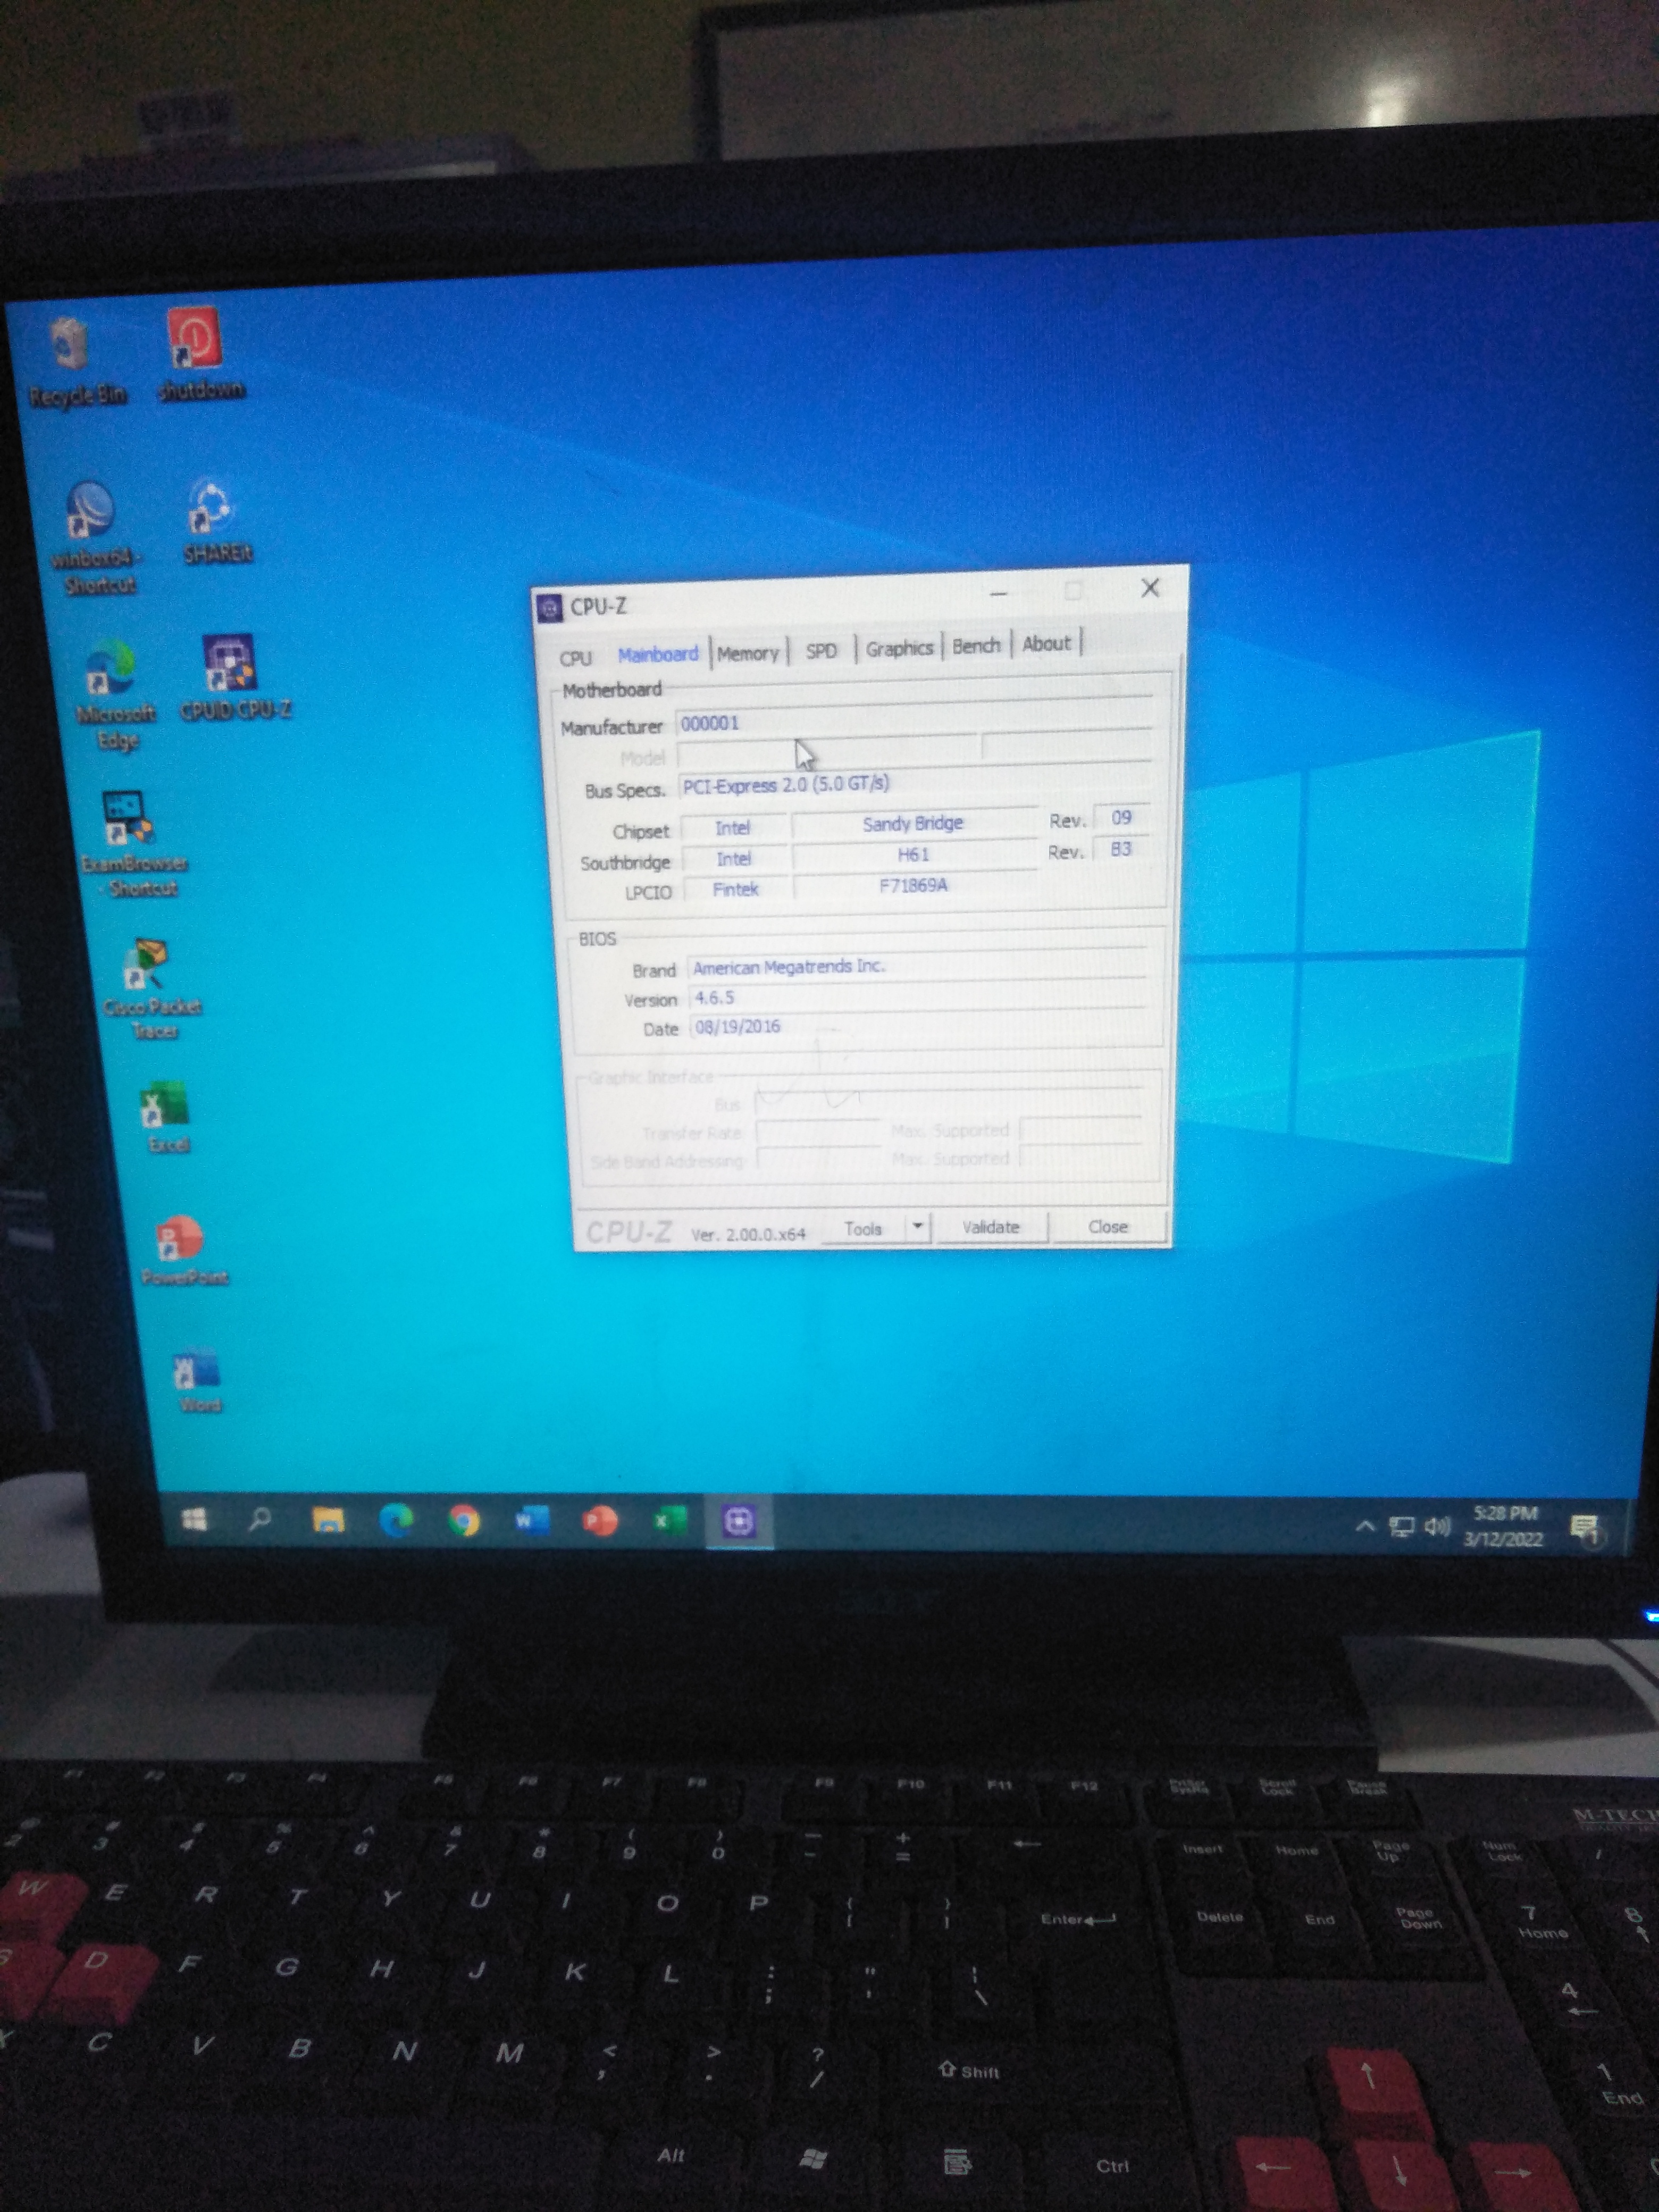 Recycle Bin
shutdown
winbox64 -
Shortcut
SHAREit
Microsoft
Edge
CPUID CPU-Z
ExamBrowser
- Shortcut
Cisco Packet
Tracer
Excel
PowerPoint
Word
CPU-Z
CPU Mainboard Memory SPD Graphics Bench About
Motherboard
Manufacturer 000001
Model
Bus Specs. PCI-Express 2.0 (5.0 GT/s)
Chipset Intel Sandy Bridge Rev. 09
Southbridge Intel H61 Rev. B3
LPCIO Fintek F71869A
BIOS
Brand American Megatrends Inc.
Version 4.6.5
Date 08/19/2016
Graphic Interface
Bus
Transfer Rate Max. Supported
Side Band Addressing Max. Supported
CPU-Z Ver. 2.00.0.x64 Tools Validate Close
5:28 PM
3/12/2022
1
F1 F2 F3 F4 F5 F6 F7 F8 F9 F10 F11 F12 PrtScr SysRq Scroll Lock Pause Break
M-TECH
@ 2 # 3 $ 4 % 5 ^ 6 & 7 * 8 ( 9 ) 0 — - + = ← Insert Home Page Up Num Lock /
W E R T Y U I O P { [ } ] Enter Delete End Page Down 7 Home 8 ↑
S D F G H J K L : ; " ' | \ 4 ←
X C V B N M < , > . ? / Shift ↑ 1 End
Alt Ctrl ← ↓ →